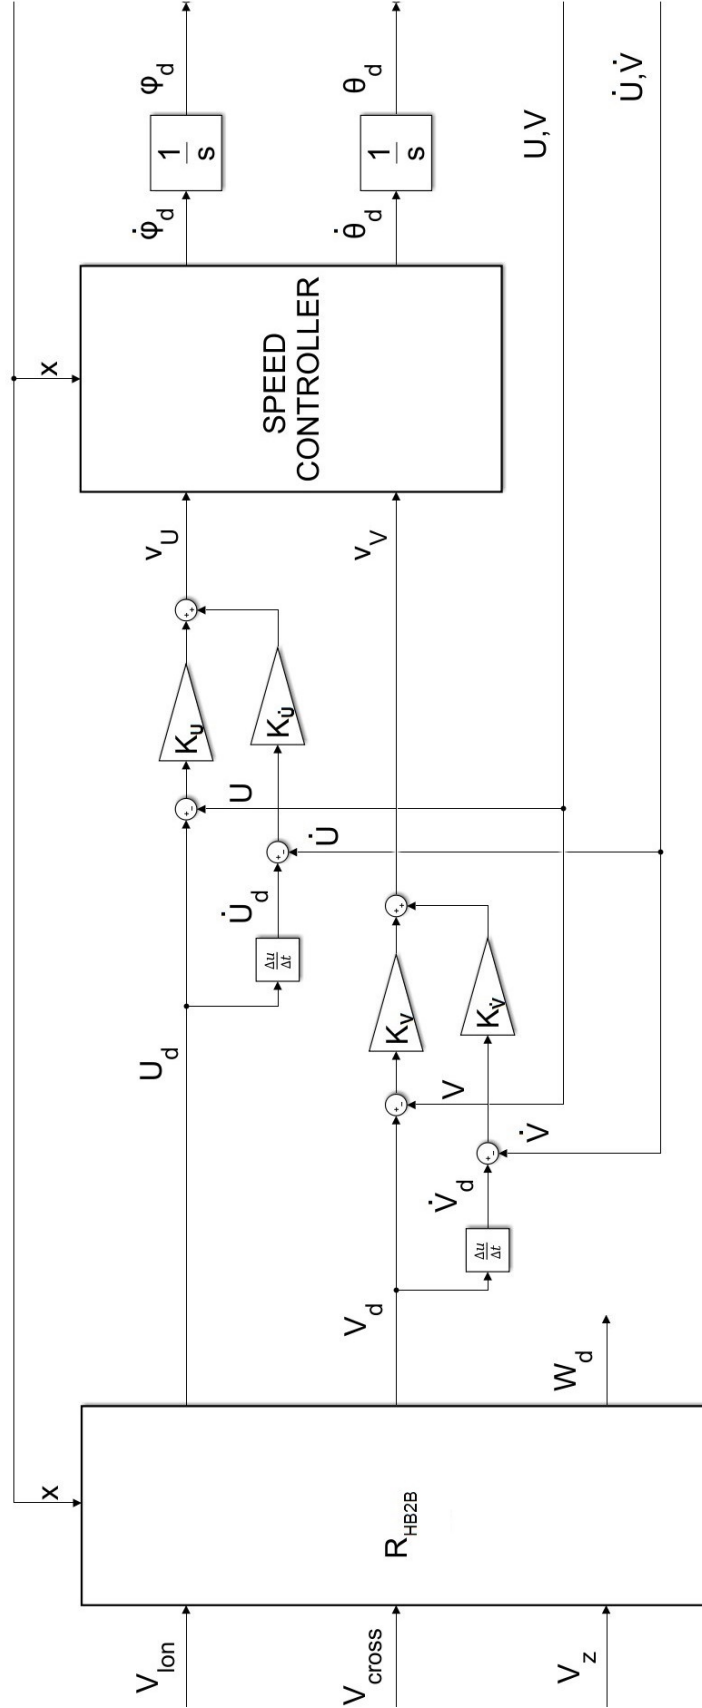 V_lon
V_cross
V_z
x
R_HB2B
U_d
V_d
W_d
Δu
Δt
U̇_d
Δu
Δt
V̇_d
U
U̇
V
V̇
+
-
+
-
+
-
+
-
K_U
K_U̇
K_V
K_V̇
+
+
+
+
v_U
v_V
x
SPEED
CONTROLLER
φ̇_d
θ̇_d
1
s
1
s
φ_d
θ_d
U,V
U̇,V̇